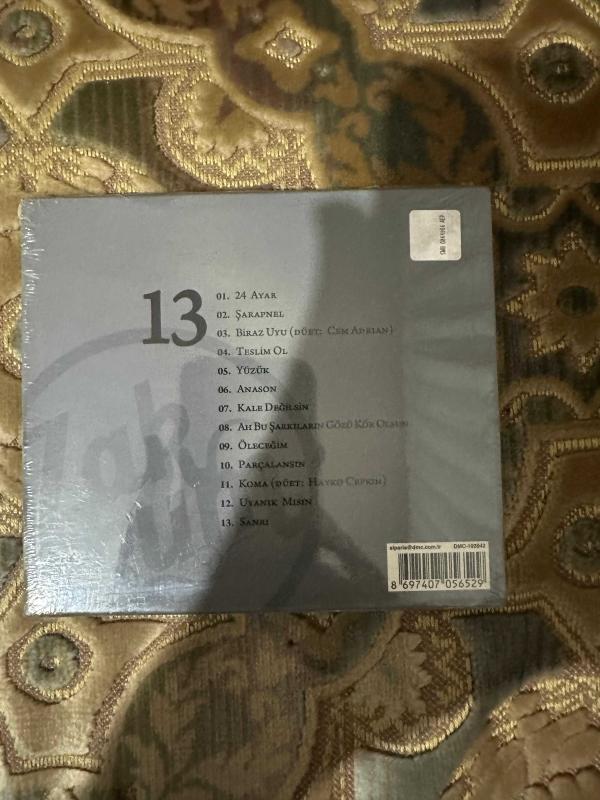 13
01. 24 Ayar
02. Şarapnel
03. Biraz Uyu (düet: Cem Adrian)
04. Teslim Ol
05. Yüzük
06. Anason
07. Kale Değilsin
08. Ah Bu Şarkıların Gözü Kör Olsun
09. Öleceğim
10. Parçalansın
11. Koma (düet: Hayko Cepkin)
12. Uyanık Mısın
13. Sanrı
siparis@dmc.com.tr
8 697407 056529